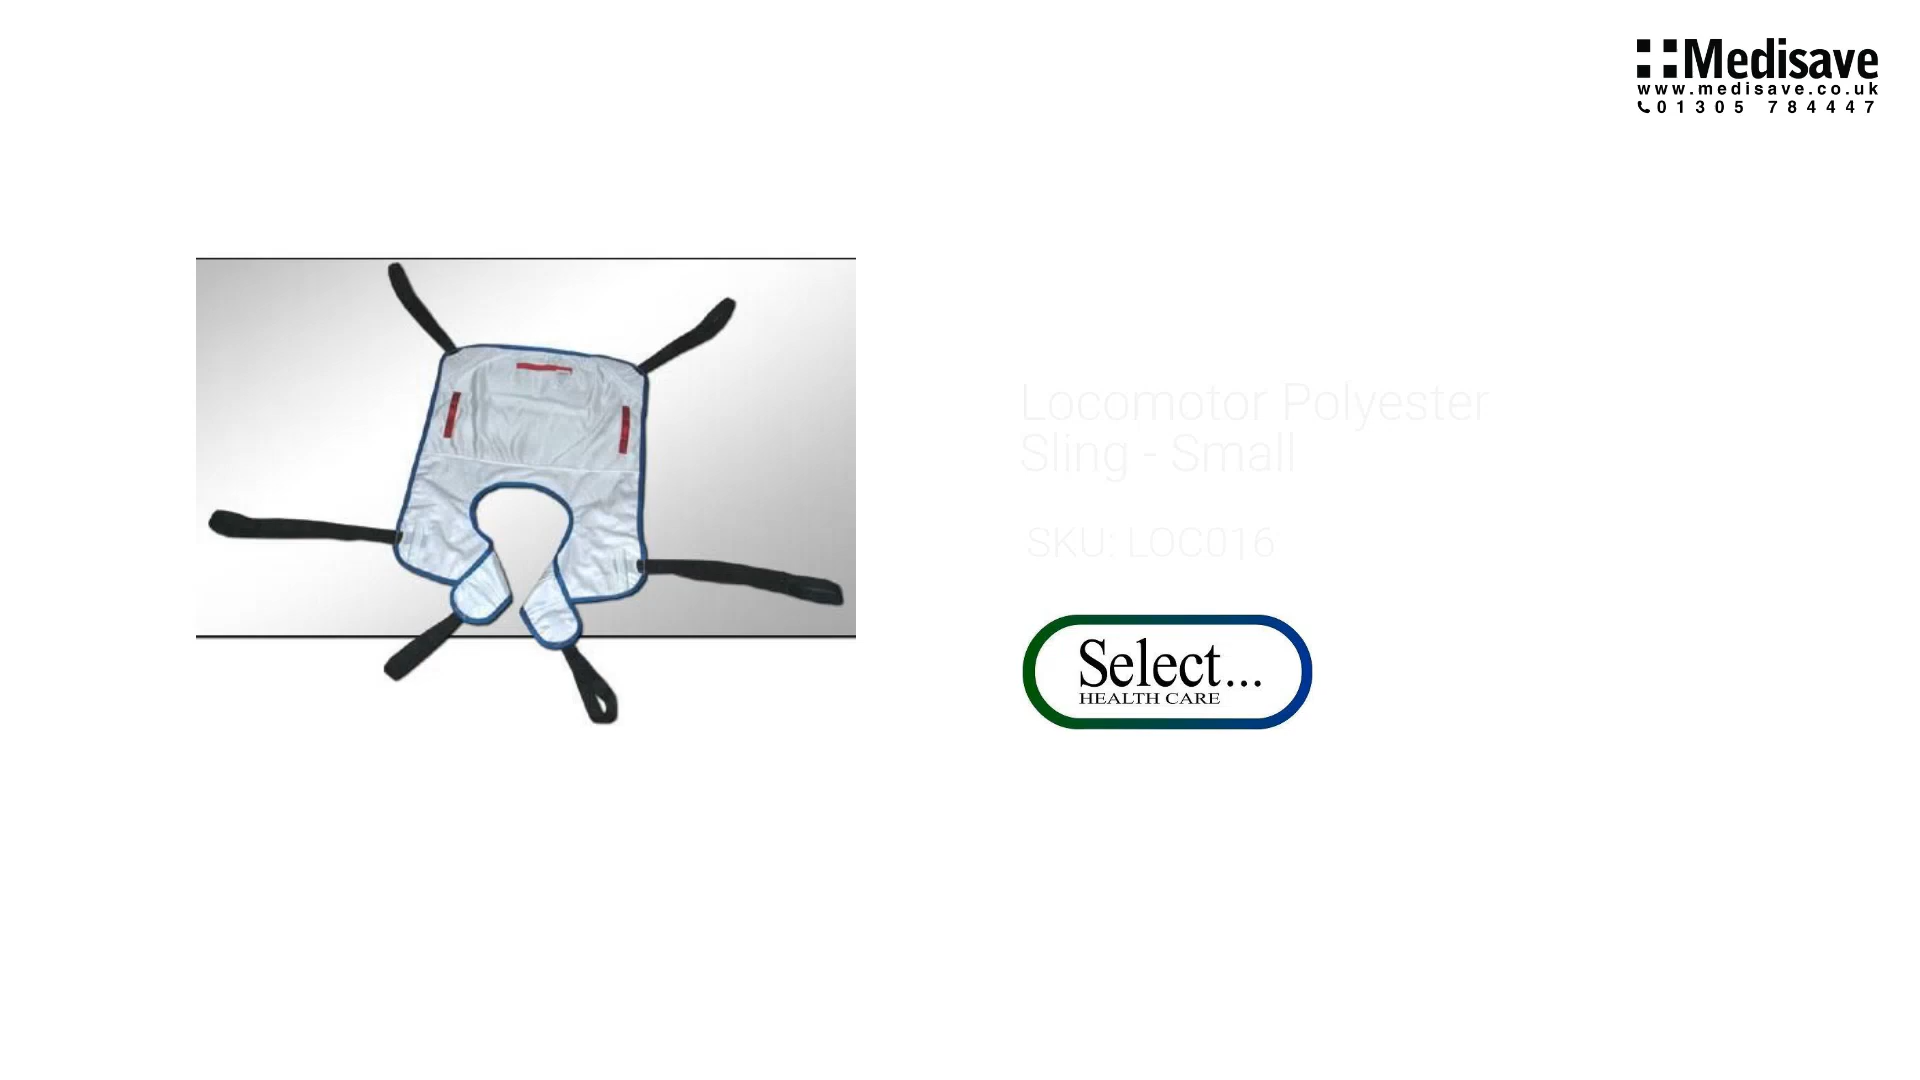 Medisave
www.medisave.co.uk
01305 784447
Locomotor Polyester
Sling - Small
SKU: LOC016
Select...
HEALTH CARE